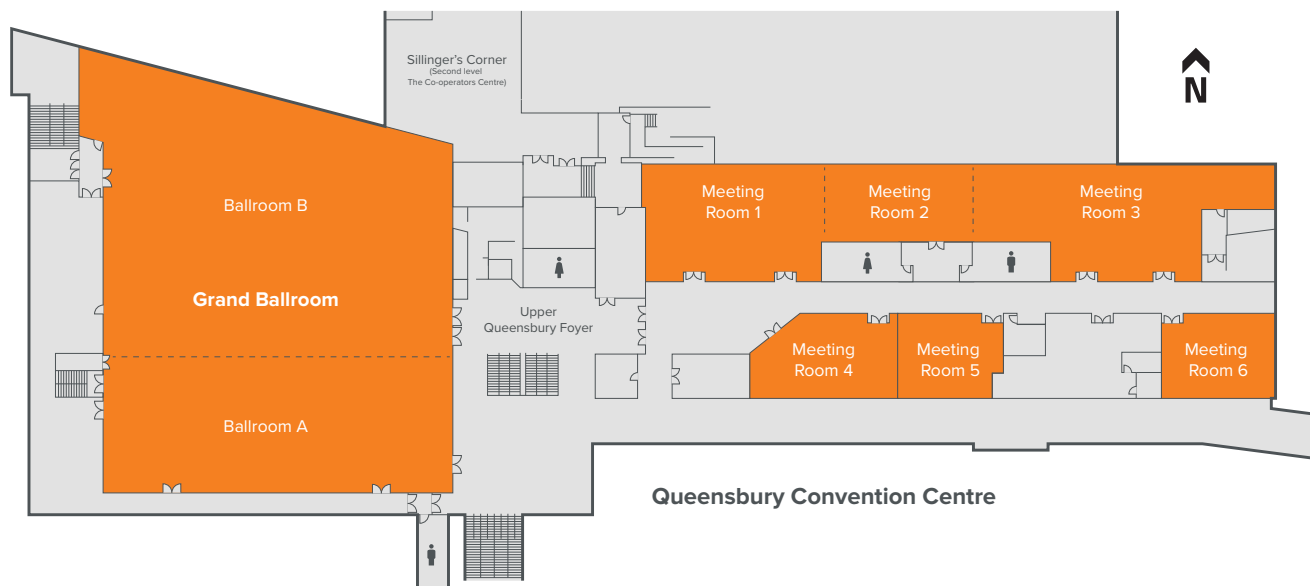 Sillinger's Corner
(Second level
The Co-operators Centre)
N
Meeting
Room 1
Meeting
Room 2
Meeting
Room 3
Ballroom B
Grand Ballroom
Upper
Queensbury Foyer
Meeting
Room 4
Meeting
Room 5
Meeting
Room 6
Ballroom A
Queensbury Convention Centre